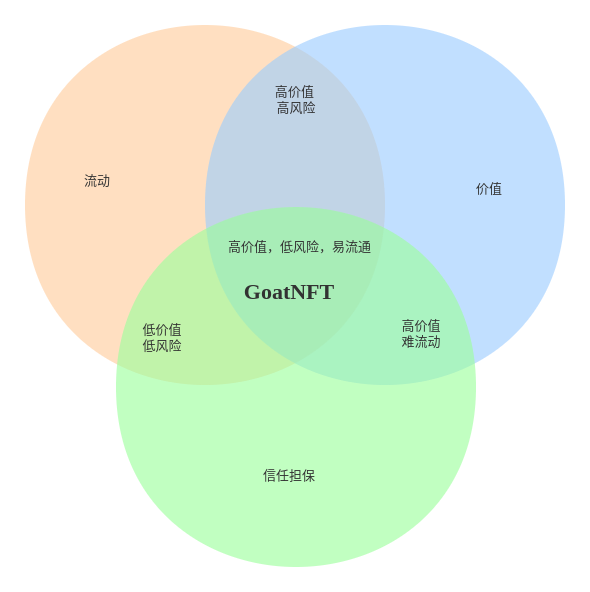 高价值
高风险
流动
价值
高价值，低风险，易流通
GoatNFT
低价值
低风险
高价值
难流动
信任担保